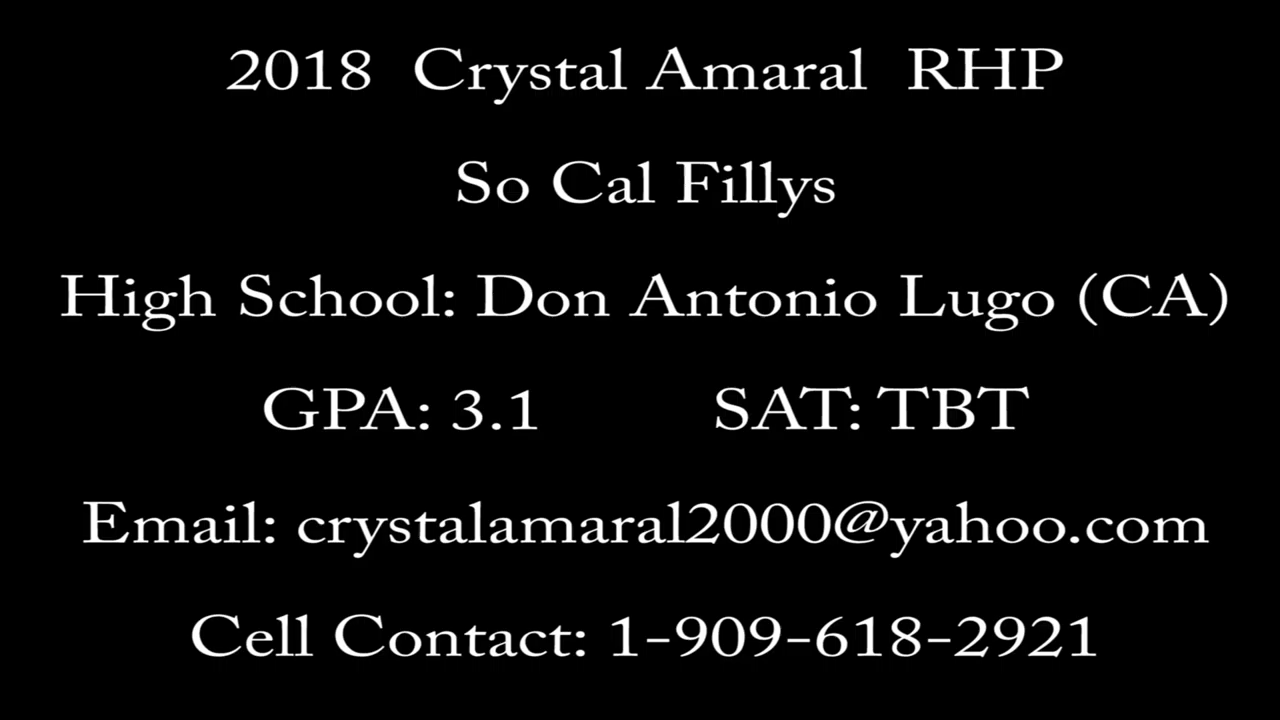 2018 Crystal Amaral RHP
So Cal Fillys
High School: Don Antonio Lugo (CA)
GPA: 3.1 SAT: TBT
Email: crystalamaral2000@yahoo.com
Cell Contact: 1-909-618-2921